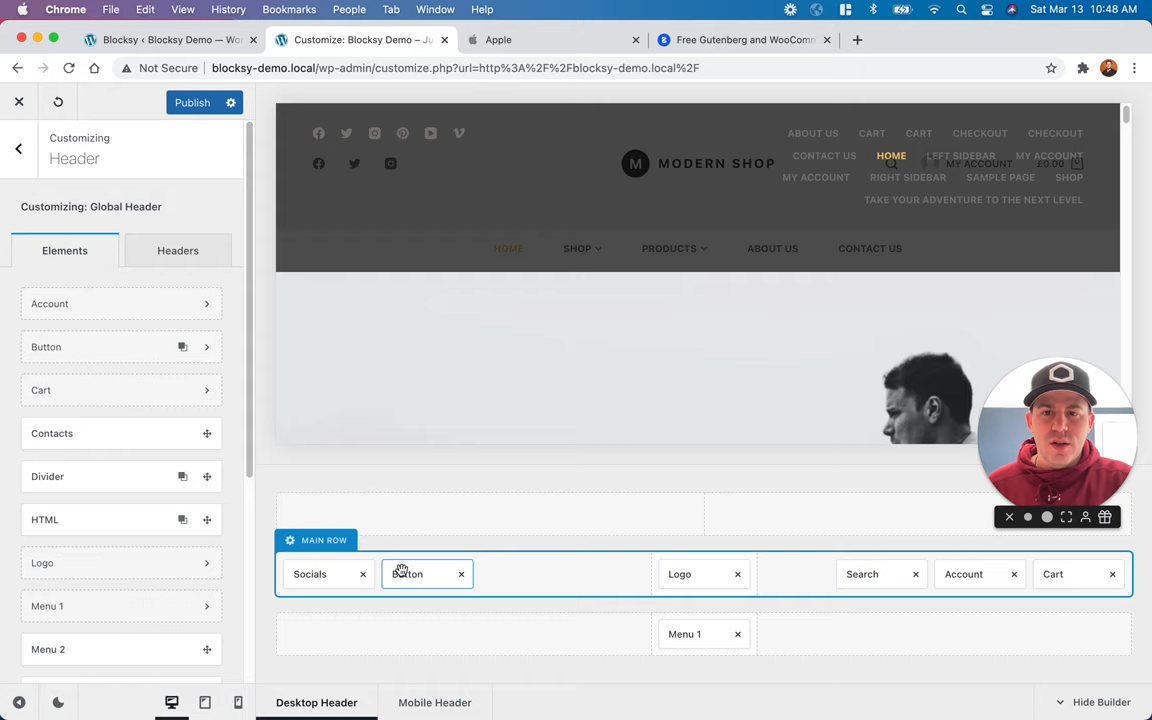 Chrome File Edit View History Bookmarks People Tab Window Help Sat Mar 13 10:48 AM
Blocksy ‹ Blocksy Demo — Wor
Customize: Blocksy Demo – Ju
Apple
Free Gutenberg and WooComm
Not Secure blocksy-demo.local/wp-admin/customize.php?url=http%3A%2F%2Fblocksy-demo.local%2F
Publish
Customizing
Header
Customizing: Global Header
Elements
Headers
Account
Button
Cart
Contacts
Divider
HTML
Logo
Menu 1
Menu 2
ABOUT US CART CART CHECKOUT CHECKOUT
CONTACT US HOME LEFT SIDEBAR MY ACCOUNT
M MODERN SHOP
MY ACCOUNT £0.00
MY ACCOUNT RIGHT SIDEBAR SAMPLE PAGE SHOP
TAKE YOUR ADVENTURE TO THE NEXT LEVEL
HOME SHOP PRODUCTS ABOUT US CONTACT US
MAIN ROW
Socials
Button
Logo
Search
Account
Cart
Menu 1
Desktop Header
Mobile Header
Hide Builder